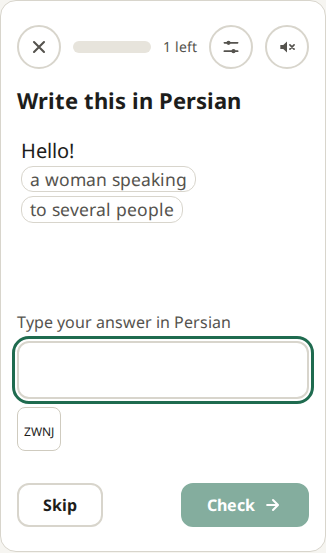 1 left
Write this in Persian
Hello!
a woman speaking
to several people
Type your answer in Persian
ZWNJ
Skip
Check